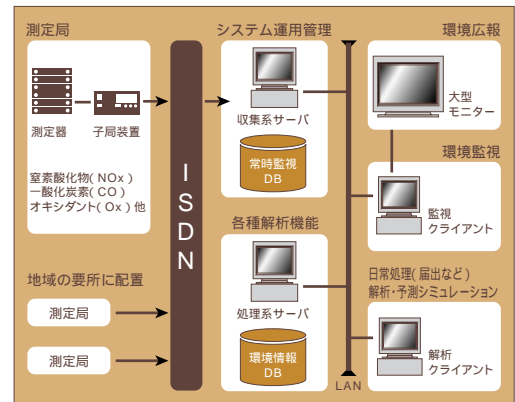 測定局
測定器
子局装置
窒素酸化物(NOx)
一酸化炭素(CO)
オキシダント(Ox)他
地域の要所に配置
測定局
測定局
ISDN
システム運用管理
収集系サーバ
常時監視
DB
各種解析機能
処理系サーバ
環境情報
DB
LAN
環境広報
大型
モニター
環境監視
監視
クライアント
日常処理(届出など)
解析・予測シミュレーション
解析
クライアント